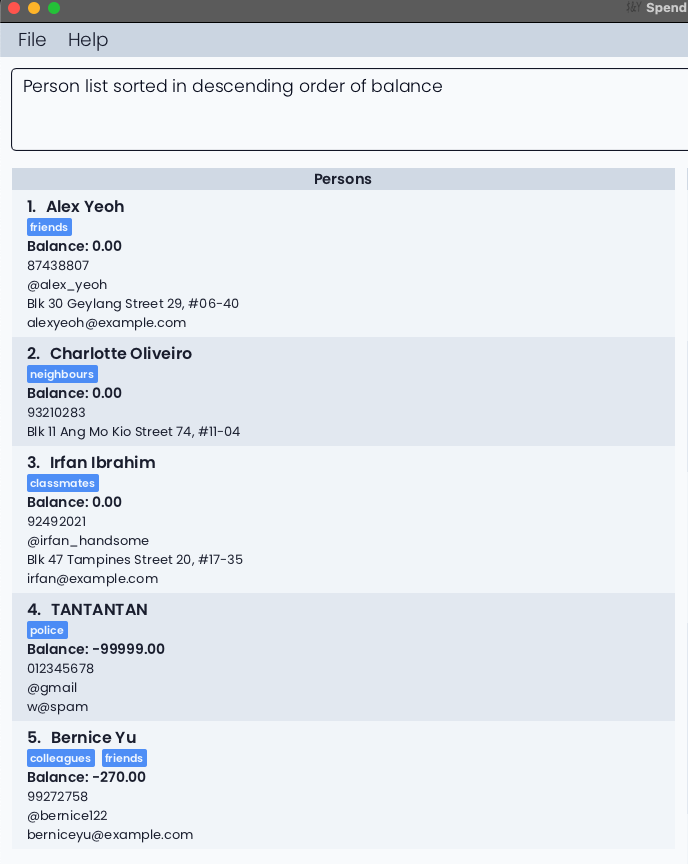 Spend
File Help
Person list sorted in descending order of balance
Persons
1. Alex Yeoh
friends
Balance: 0.00
87438807
@alex_yeoh
Blk 30 Geylang Street 29, #06-40
alexyeoh@example.com
2. Charlotte Oliveiro
neighbours
Balance: 0.00
93210283
Blk 11 Ang Mo Kio Street 74, #11-04
3. Irfan Ibrahim
classmates
Balance: 0.00
92492021
@irfan_handsome
Blk 47 Tampines Street 20, #17-35
irfan@example.com
4. TANTANTAN
police
Balance: -99999.00
012345678
@gmail
w@spam
5. Bernice Yu
colleagues friends
Balance: -270.00
99272758
@bernice122
berniceyu@example.com